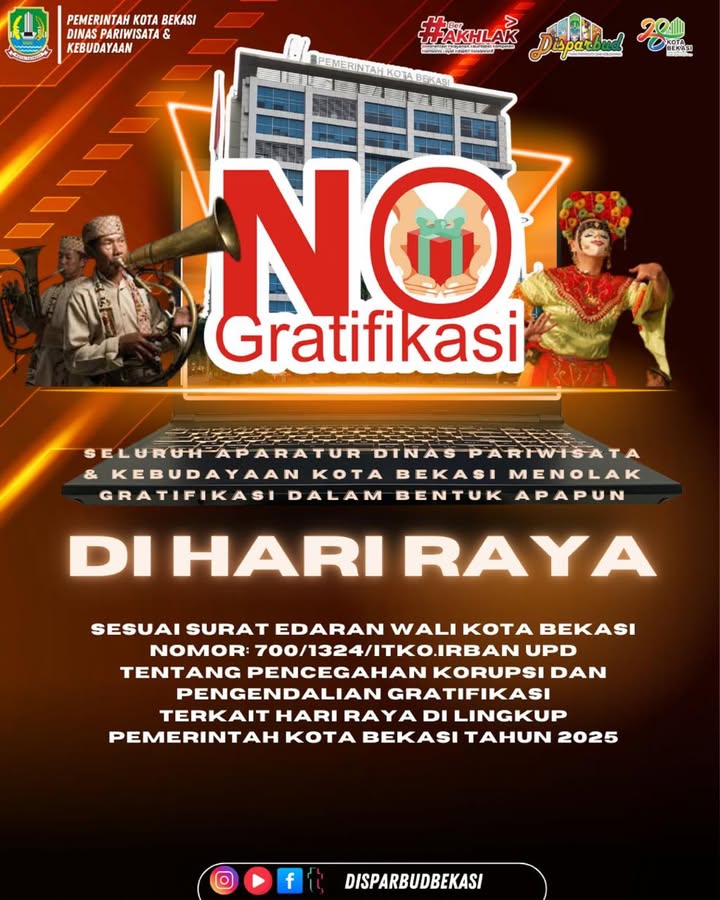 PEMERINTAH KOTA BEKASI
DINAS PARIWISATA &
KEBUDAYAAN
#Ber
AKHLAK
Disparbud
28 KOTA
BEKASI
PEMERINTAH KOTA BEKASI
NO
Gratifikasi
SELURUH APARATUR DINAS PARIWISATA
& KEBUDAYAAN KOTA BEKASI MENOLAK
GRATIFIKASI DALAM BENTUK APAPUN
DI HARI RAYA
SESUAI SURAT EDARAN WALI KOTA BEKASI
NOMOR: 700/1324/ITKO.IRBAN UPD
TENTANG PENCEGAHAN KORUPSI DAN
PENGENDALIAN GRATIFIKASI
TERKAIT HARI RAYA DI LINGKUP
PEMERINTAH KOTA BEKASI TAHUN 2025
DISPARBUDBEKASI